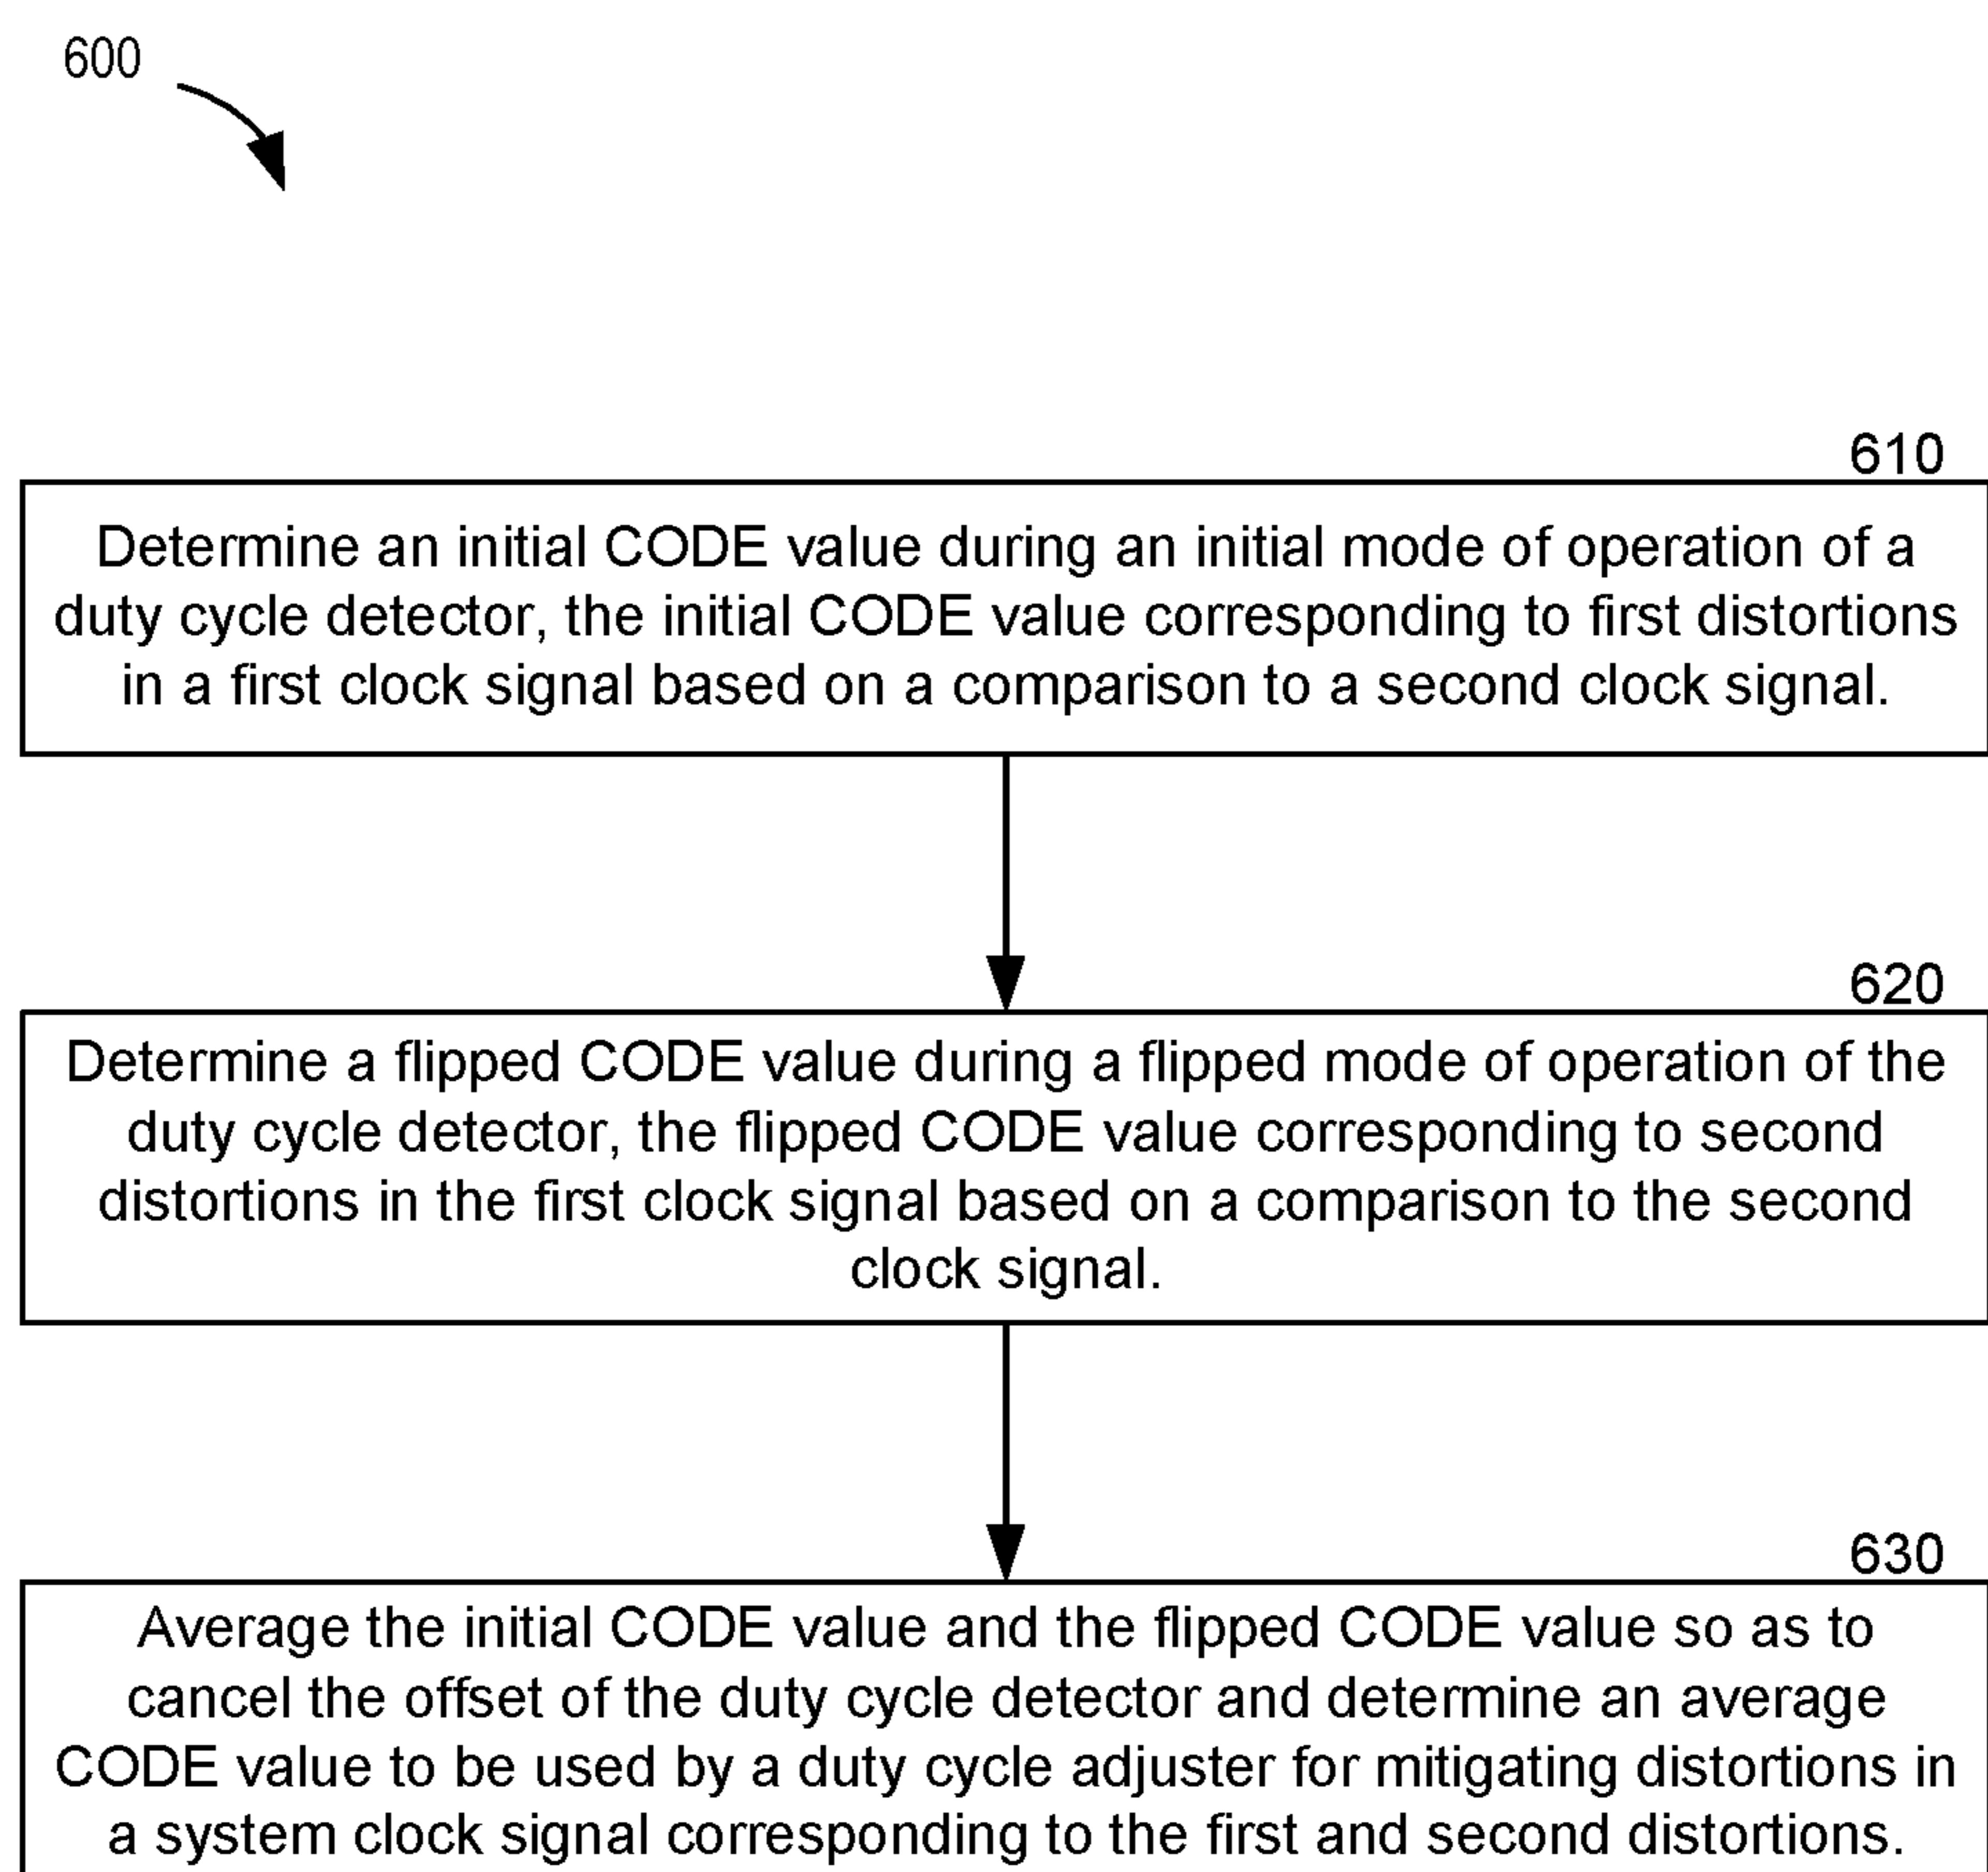 600
610
Determine an initial CODE value during an initial mode of operation of a
duty cycle detector, the initial CODE value corresponding to first distortions
in a first clock signal based on a comparison to a second clock signal.
620
Determine a flipped CODE value during a flipped mode of operation of the
duty cycle detector, the flipped CODE value corresponding to second
distortions in the first clock signal based on a comparison to the second
clock signal.
630
Average the initial CODE value and the flipped CODE value so as to
cancel the offset of the duty cycle detector and determine an average
CODE value to be used by a duty cycle adjuster for mitigating distortions in
a system clock signal corresponding to the first and second distortions.